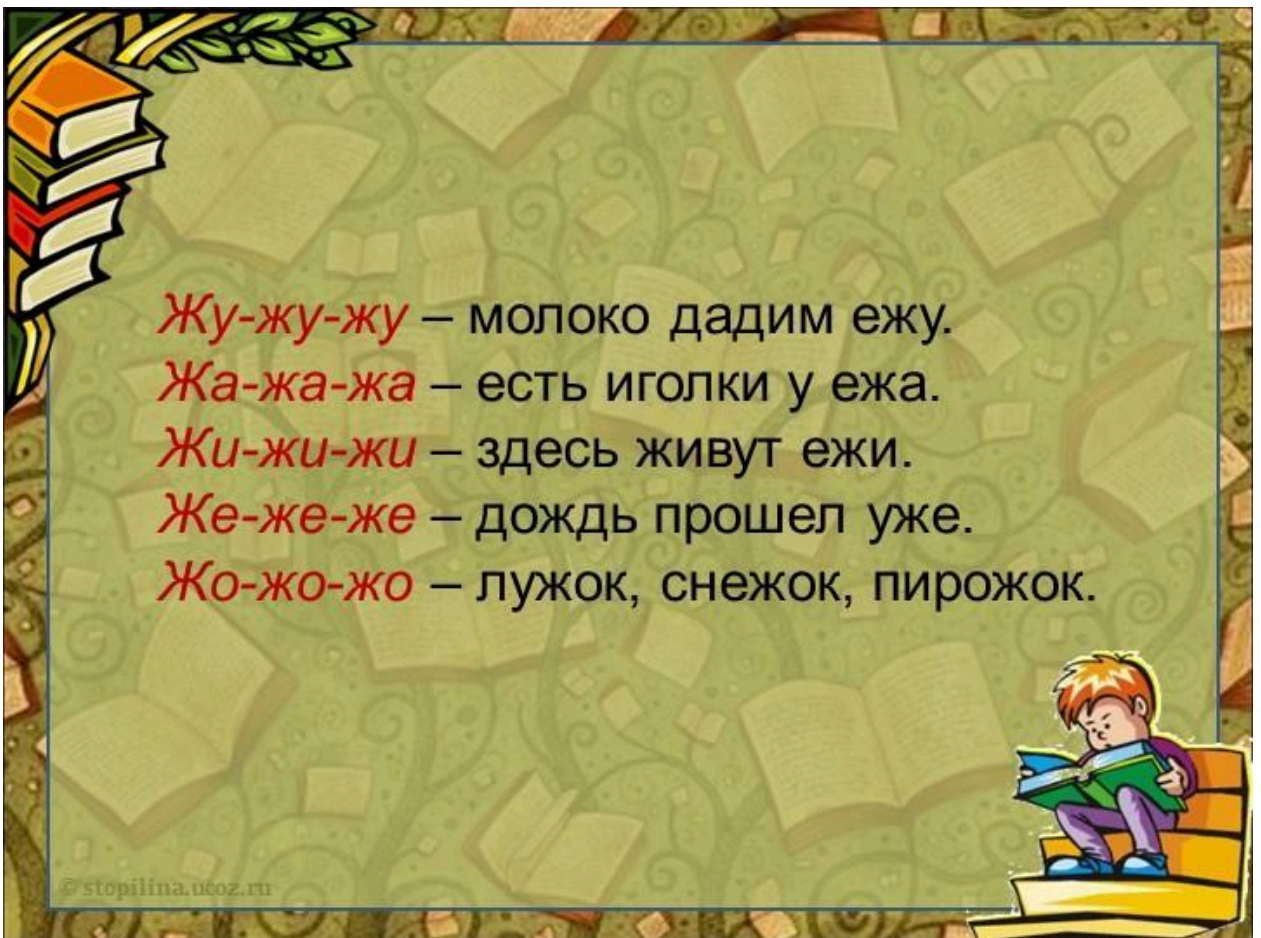 Жу-жу-жу – молоко дадим ежу.
Жа-жа-жа – есть иголки у ежа.
Жи-жи-жи – здесь живут ежи.
Же-же-же – дождь прошел уже.
Жо-жо-жо – лужок, снежок, пирожок.
© stopilina.ucoz.ru